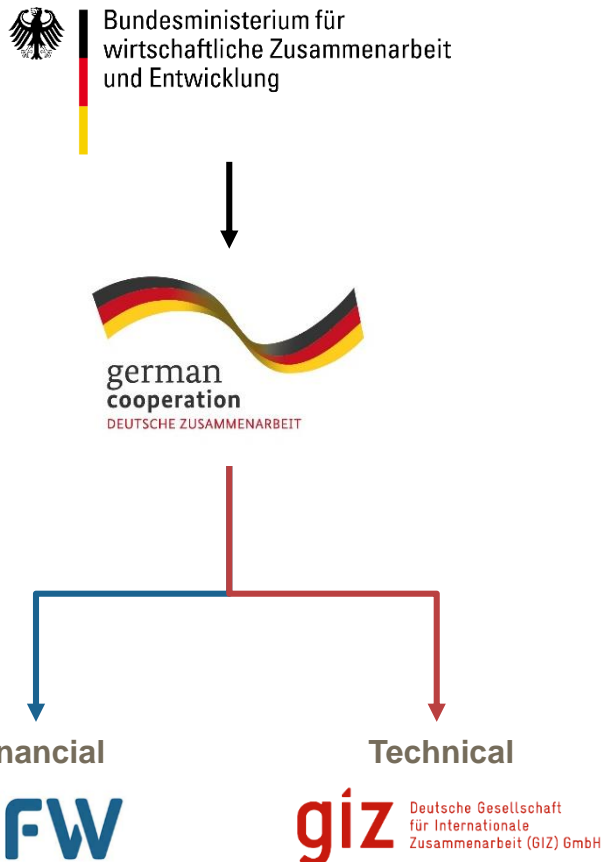 Bundesministerium für
wirtschaftliche Zusammenarbeit
und Entwicklung
german
cooperation
DEUTSCHE ZUSAMMENARBEIT
nancial
Technical
FW
giz
Deutsche Gesellschaft
für Internationale
Zusammenarbeit (GIZ) GmbH